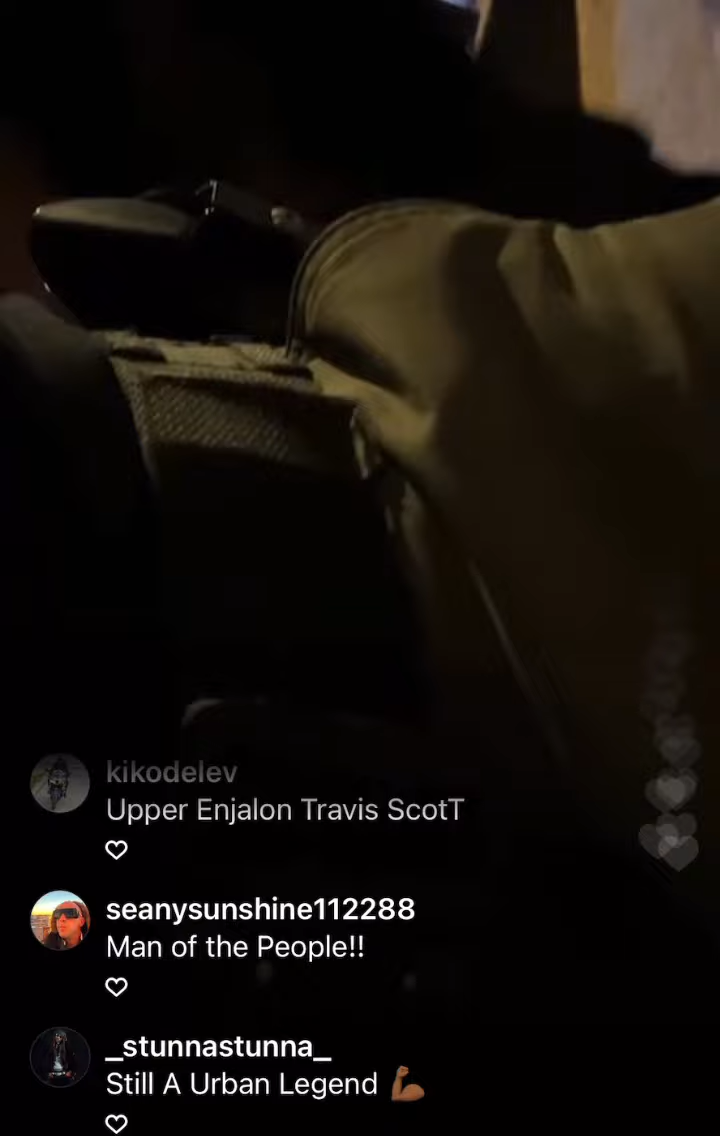 kikodelev
Upper Enjalon Travis ScotT
seanysunshine112288
Man of the People!!
_stunnastunna_
Still A Urban Legend 💪🏾